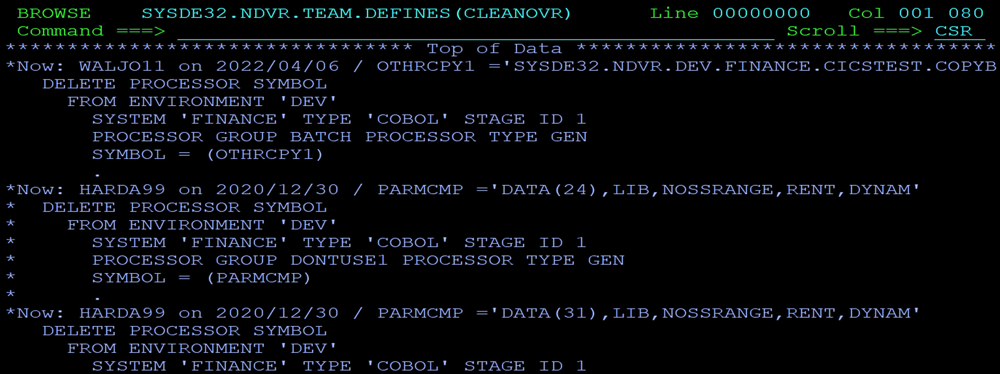 BROWSE    SYSDE32.NDVR.TEAM.DEFINES(CLEANOVR)      Line 00000000   Col 001 080
Command ===>                                                 Scroll ===> CSR
********************************* Top of Data **********************************
*Now: WALJO11 on 2022/04/06 / OTHRCPY1 ='SYSDE32.NDVR.DEV.FINANCE.CICSTEST.COPYB
   DELETE PROCESSOR SYMBOL
     FROM ENVIRONMENT 'DEV'
       SYSTEM 'FINANCE' TYPE 'COBOL' STAGE ID 1
       PROCESSOR GROUP BATCH PROCESSOR TYPE GEN
       SYMBOL = (OTHRCPY1)
       .
*Now: HARDA99 on 2020/12/30 / PARMCMP ='DATA(24),LIB,NOSSRANGE,RENT,DYNAM'
*  DELETE PROCESSOR SYMBOL
*    FROM ENVIRONMENT 'DEV'
*      SYSTEM 'FINANCE' TYPE 'COBOL' STAGE ID 1
*      PROCESSOR GROUP DONTUSE1 PROCESSOR TYPE GEN
*      SYMBOL = (PARMCMP)
*      .
*Now: HARDA99 on 2020/12/30 / PARMCMP ='DATA(31),LIB,NOSSRANGE,RENT,DYNAM'
   DELETE PROCESSOR SYMBOL
     FROM ENVIRONMENT 'DEV'
       SYSTEM 'FINANCE' TYPE 'COBOL' STAGE ID 1